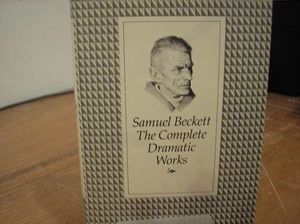 Samuel Beckett
The Complete
Dramatic
Works